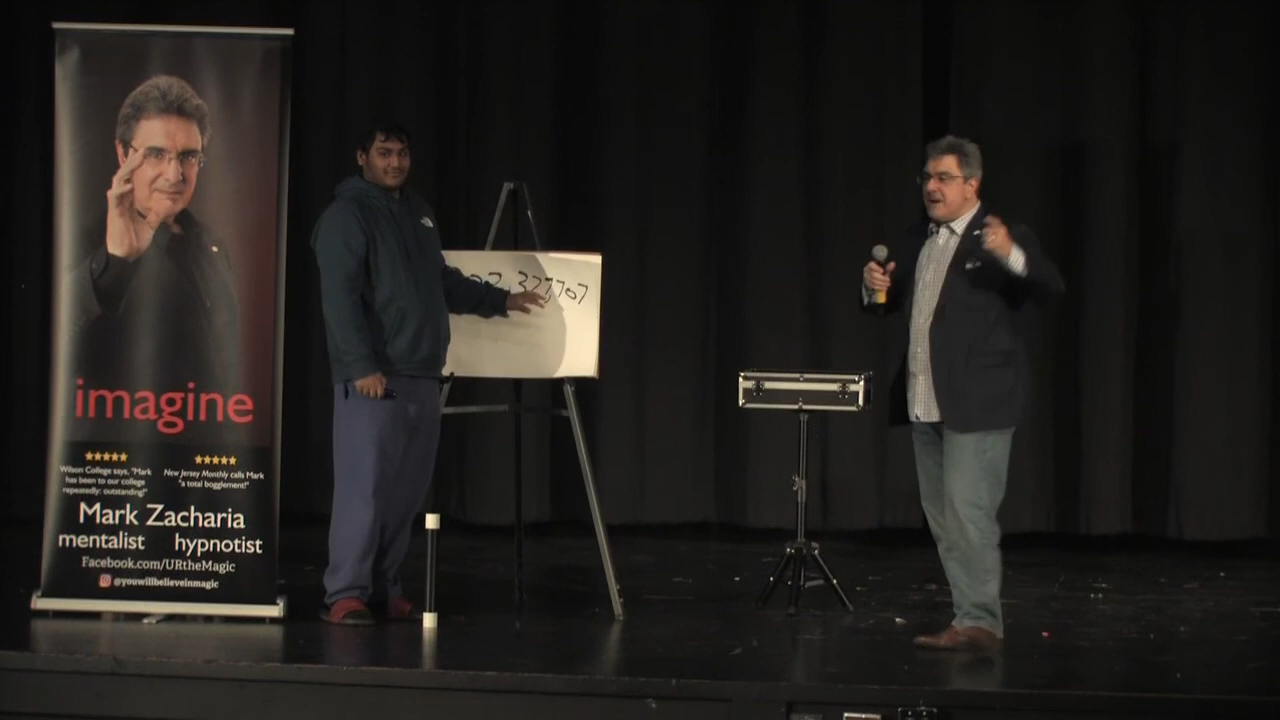 imagine
Wilson College says, "Mark
has been to our college
repeatedly: outstanding!"
New Jersey Monthly calls Mark
"a total bogglement!"
Mark Zacharia
mentalist hypnotist
Facebook.com/URtheMagic
@youwillbelieveinmagic